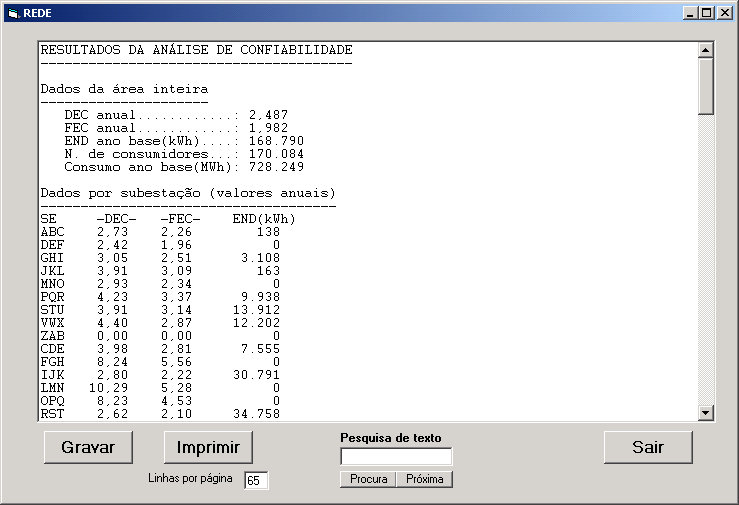 REDE
RESULTADOS DA ANÁLISE DE CONFIABILIDADE
---------------------------------------
Dados da área inteira
---------------------
DEC anual............: 2,487
FEC anual............: 1,982
END ano base(kWh)....: 168.790
N. de consumidores...: 170.084
Consumo ano base(MWh): 728.249
Dados por subestação (valores anuais)
-------------------------------------
SE -DEC- -FEC- END(kWh)
ABC 2,73 2,26 138
DEF 2,42 1,96 0
GHI 3,05 2,51 3.108
JKL 3,91 3,09 163
MNO 2,93 2,34 0
PQR 4,23 3,37 9.938
STU 3,91 3,14 13.912
VWX 4,40 2,87 12.202
ZAB 0,00 0,00 0
CDE 3,98 2,81 7.555
FGH 8,24 5,56 0
IJK 2,80 2,22 30.791
LMN 10,29 5,28 0
OPQ 8,23 4,53 0
RST 2,62 2,10 34.758
Gravar Imprimir Pesquisa de texto Sair
Linhas por página 65 Procura Próxima